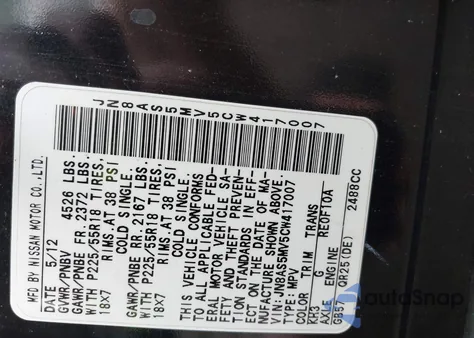 JN8AS5MV5CW417007
MFD BY NISSAN MOTOR CO.,LTD.
DATE 5/12
GVWR/PNBV 4526 LBS.
GAWR/PNBE FR. 2372 LBS.
WITH P225/55R18 TIRES,
18X7 RIMS.AT 38 PSI
COLD SINGLE.
GAWR/PNBE RR. 2167 LBS.
WITH P225/55R18 TIRES,
18X7 RIMS.AT 38 PSI
COLD SINGLE.
THIS VEHICLE CONFORMS
TO ALL APPLICABLE FED-
ERAL MOTOR VEHICLE SA-
FETY AND THEFT PREVEN-
TION STANDARDS IN EFF-
ECT ON THE DATE OF MA-
NUFACTURE SHOWN ABOVE.
VIN: JN8AS5MV5CW417007
TYPE: MPV
COLOR TRIM TRANS
KH3 G RE0F10A
AXLE ENGINE
GB57 QR25(DE) 2488CC
AutoSnap